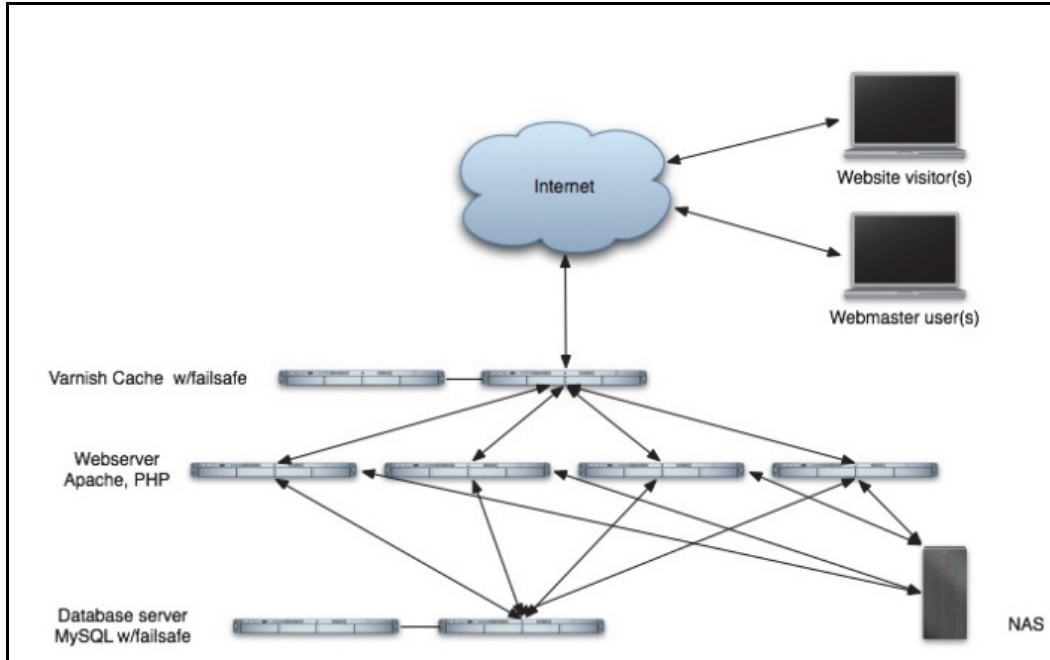 Internet
Website visitor(s)
Webmaster user(s)
Varnish Cache w/failsafe
Webserver
Apache, PHP
Database server
MySQL w/failsafe
NAS